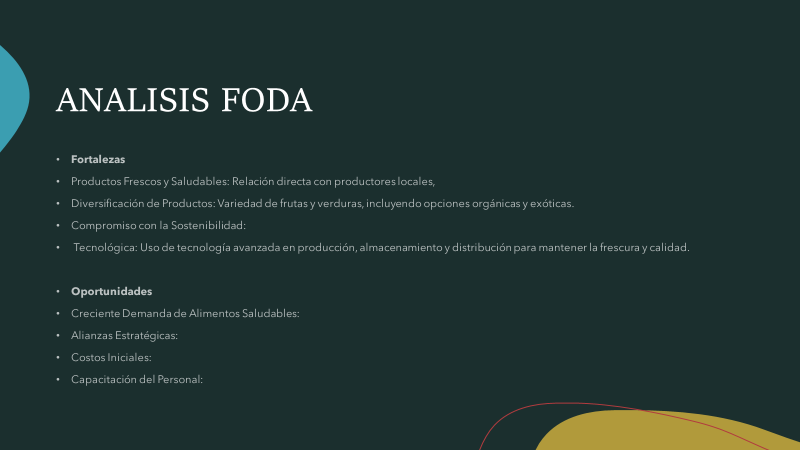 ANALISIS FODA
• Fortalezas
• Productos Frescos y Saludables: Relación directa con productores locales,
• Diversificación de Productos: Variedad de frutas y verduras, incluyendo opciones orgánicas y exóticas.
• Compromiso con la Sostenibilidad:
• Tecnológica: Uso de tecnología avanzada en producción, almacenamiento y distribución para mantener la frescura y calidad.
• Oportunidades
• Creciente Demanda de Alimentos Saludables:
• Alianzas Estratégicas:
• Costos Iniciales:
• Capacitación del Personal: